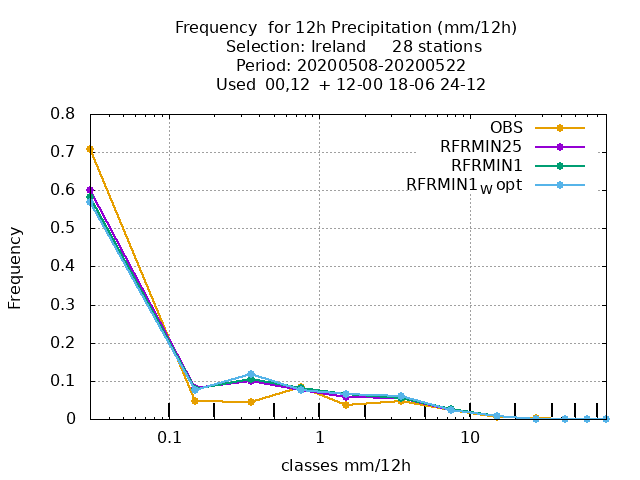 Frequency  for 12h Precipitation (mm/12h)
Selection: Ireland     28 stations
Period: 20200508-20200522
Used  00,12  + 12-00 18-06 24-12
OBS
RFRMIN25
RFRMIN1
RFRMIN1w opt
0.8
0.7
0.6
0.5
0.4
0.3
0.2
0.1
0
Frequency
0.1 1 10
classes mm/12h